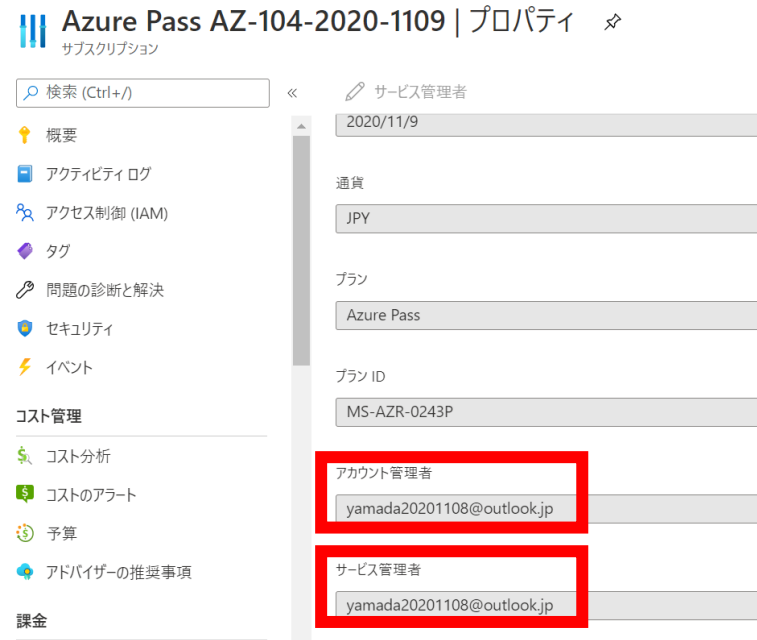 Azure Pass AZ-104-2020-1109 | プロパティ
サブスクリプション
検索 (Ctrl+/)
«
サービス管理者
概要
アクティビティ ログ
アクセス制御 (IAM)
タグ
問題の診断と解決
セキュリティ
イベント
コスト管理
コスト分析
コストのアラート
予算
アドバイザーの推奨事項
課金
2020/11/9
通貨
JPY
プラン
Azure Pass
プラン ID
MS-AZR-0243P
アカウント管理者
yamada20201108@outlook.jp
サービス管理者
yamada20201108@outlook.jp